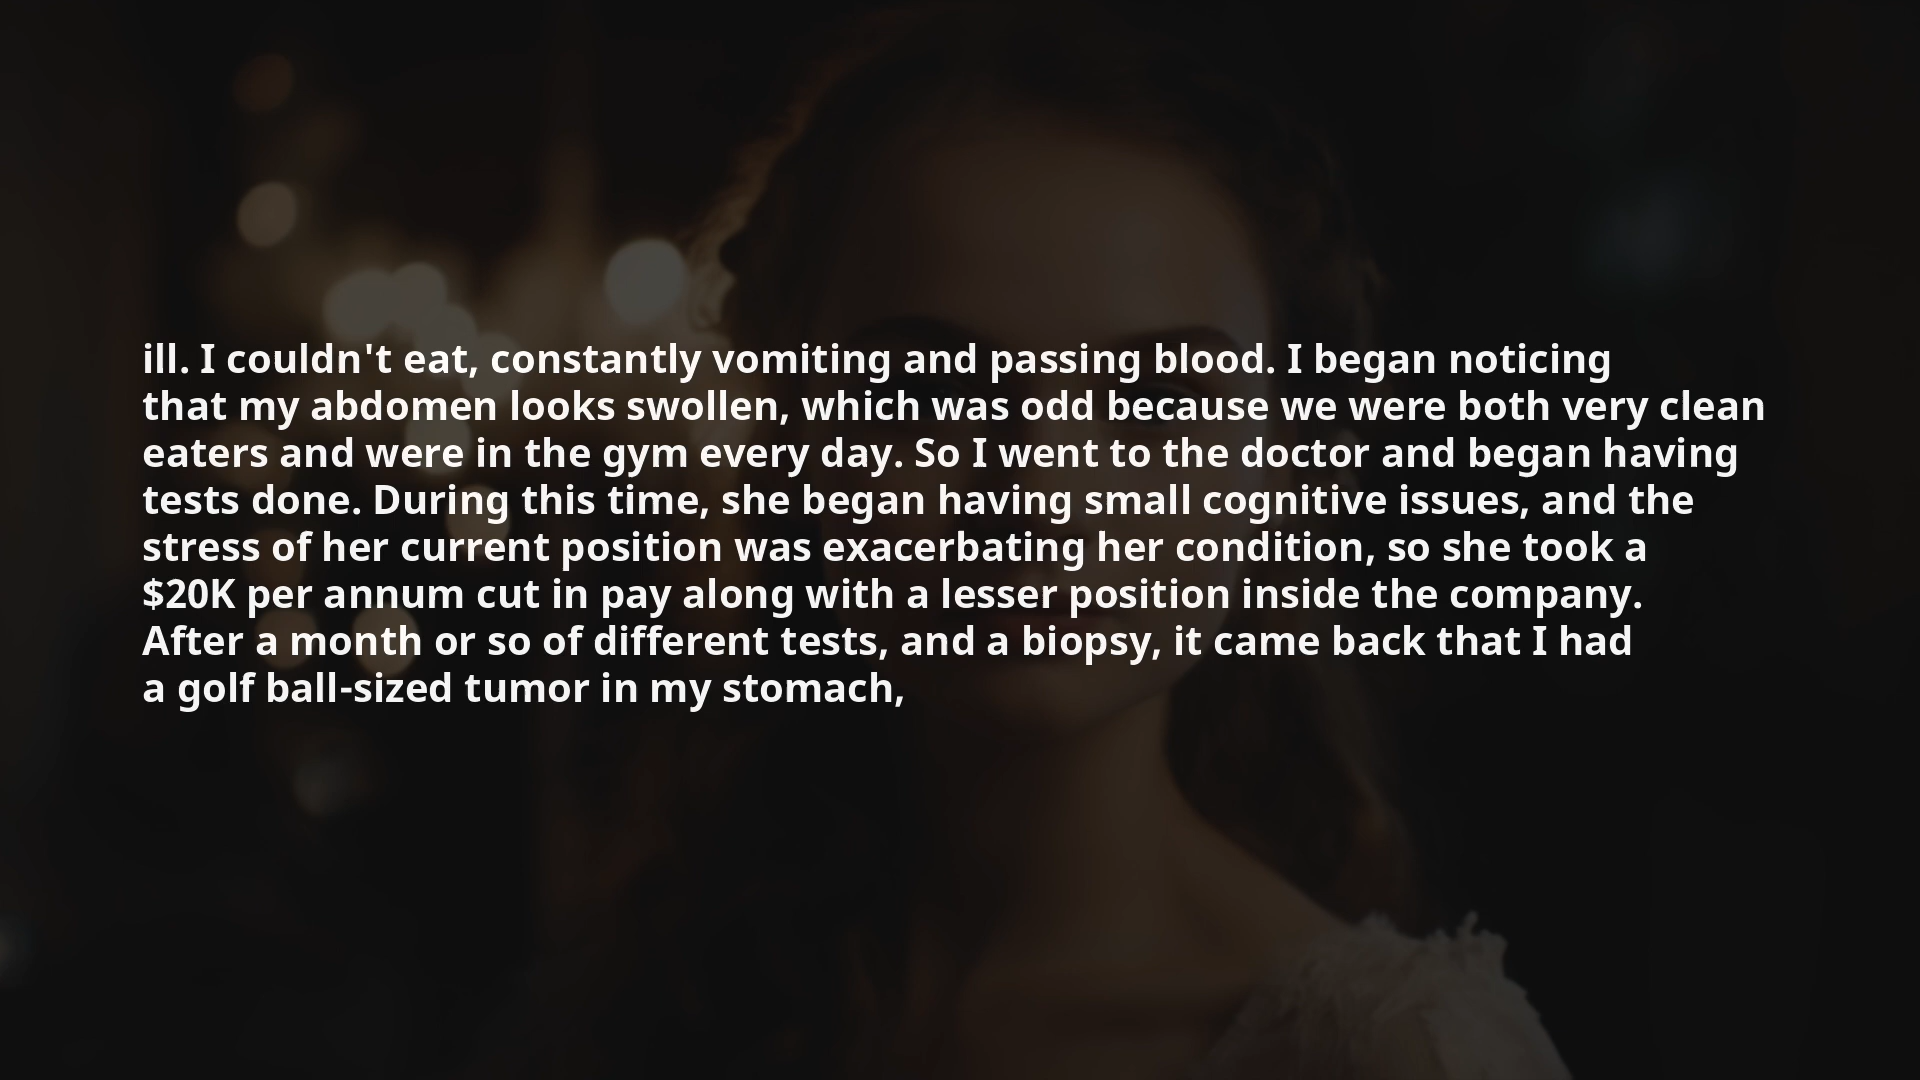 ill. I couldn't eat, constantly vomiting and passing blood. I began noticing
that my abdomen looks swollen, which was odd because we were both very clean
eaters and were in the gym every day. So I went to the doctor and began having
tests done. During this time, she began having small cognitive issues, and the
stress of her current position was exacerbating her condition, so she took a
$20K per annum cut in pay along with a lesser position inside the company.
After a month or so of different tests, and a biopsy, it came back that I had
a golf ball-sized tumor in my stomach,